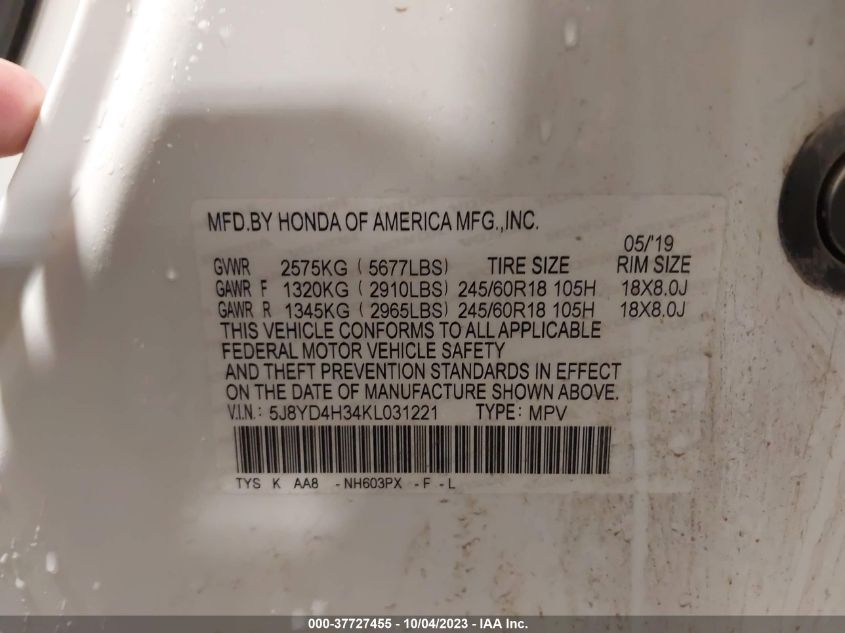 MFD.BY HONDA OF AMERICA MFG.,INC.
05/'19
GVWR 2575KG (5677LBS) TIRE SIZE RIM SIZE
GAWR F 1320KG (2910LBS) 245/60R18 105H 18X8.0J
GAWR R 1345KG (2965LBS) 245/60R18 105H 18X8.0J
THIS VEHICLE CONFORMS TO ALL APPLICABLE
FEDERAL MOTOR VEHICLE SAFETY
AND THEFT PREVENTION STANDARDS IN EFFECT
ON THE DATE OF MANUFACTURE SHOWN ABOVE.
V.I.N.: 5J8YD4H34KL031221 TYPE: MPV
TYS K AA8 -NH603PX -F -L
000-37727455 - 10/04/2023 - IAA Inc.